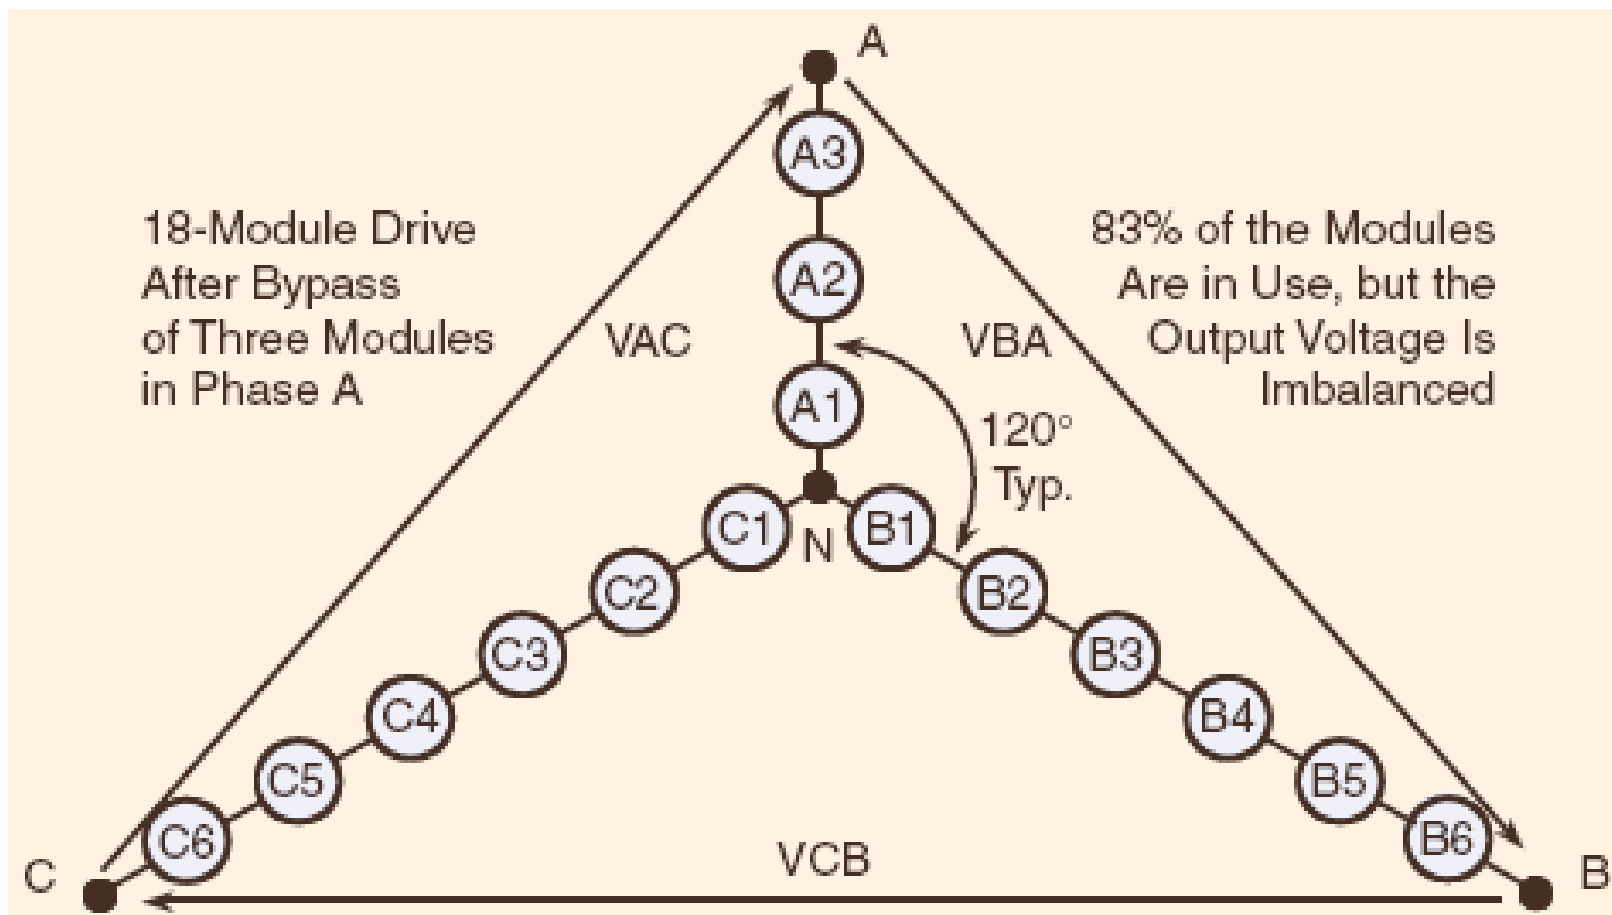 A
A3
18-Module Drive
After Bypass
of Three Modules
in Phase A
83% of the Modules
Are in Use, but the
Output Voltage Is
Imbalanced
A2
VAC
VBA
A1
120°
Typ.
C1
N
B1
C2
B2
C3
B3
C4
B4
C5
B5
C6
B6
C
VCB
B